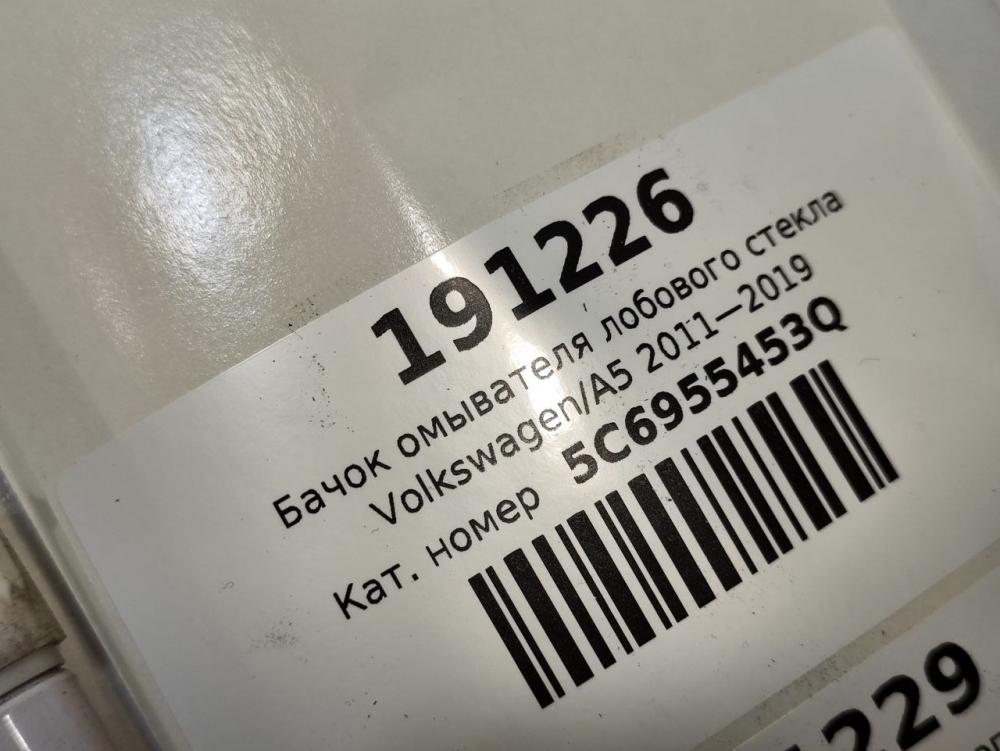 191226
Бачок омывателя лобового стекла
Volkswagen/A5 2011—2019
Кат. номер 5C6955453Q
229